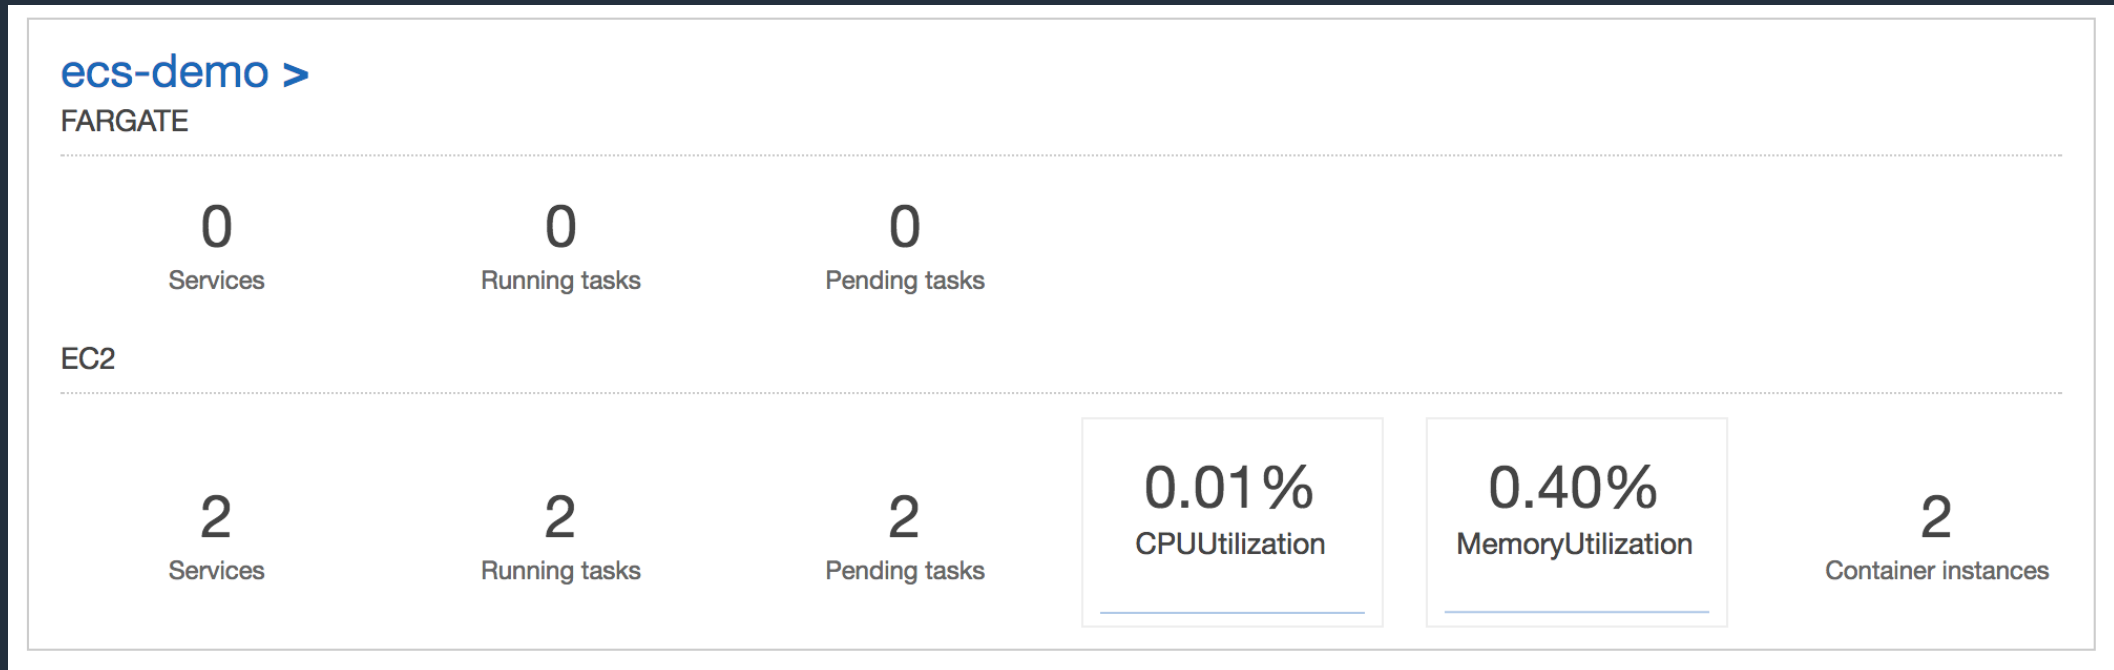 ecs-demo >
FARGATE
0 0 0
Services Running tasks Pending tasks
EC2
2 2 2 0.01% 0.40% 2
Services Running tasks Pending tasks CPUUtilization MemoryUtilization Container instances